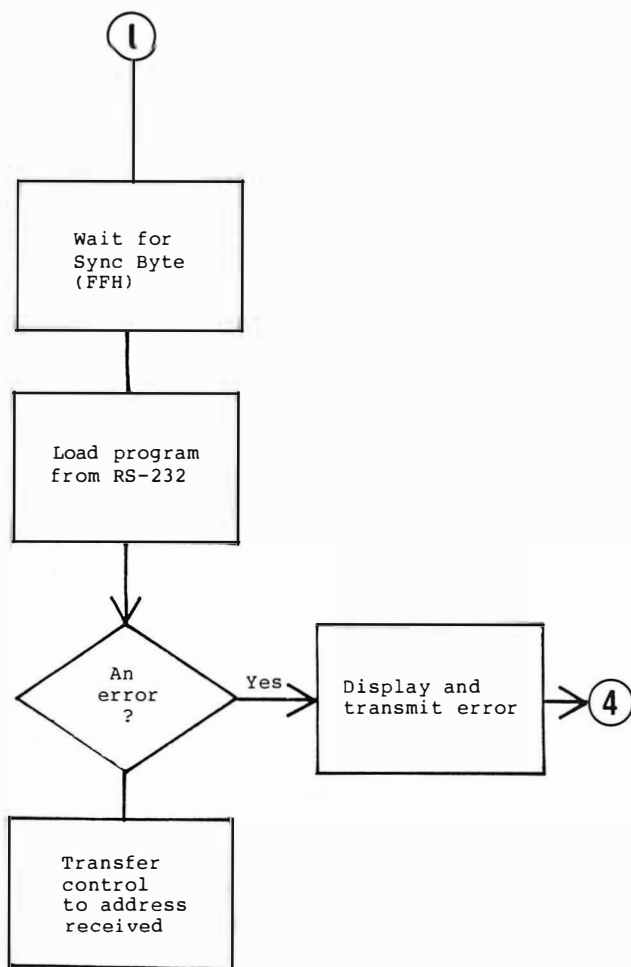 1
Wait for
Sync Byte
(FFH)
Load program
from RS-232
An
error
?
Yes
Display and
transmit error
4
Transfer
control
to address
received